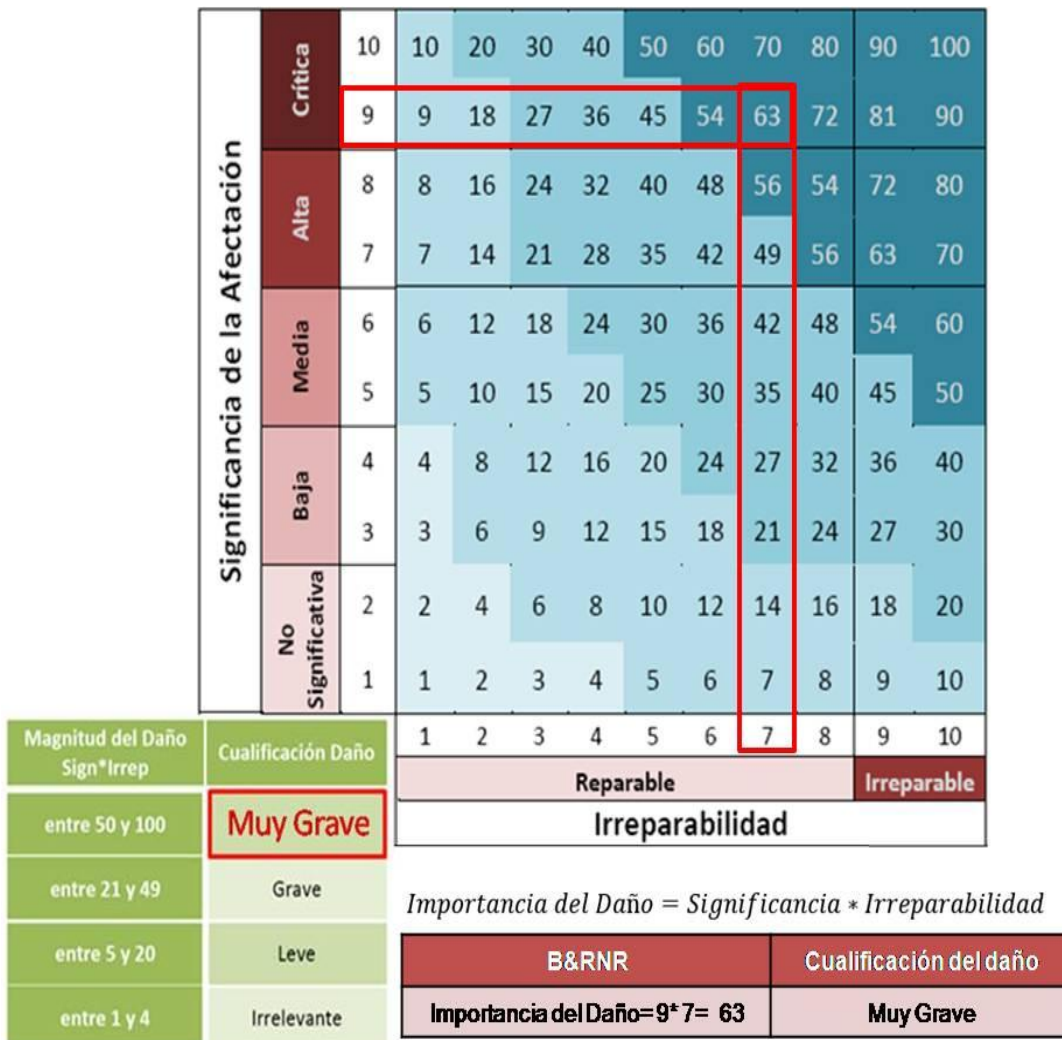 Significancia de la Afectación
Crítica
10 10 20 30 40 50 60 70 80 90 100
9 9 18 27 36 45 54 63 72 81 90
Alta
8 8 16 24 32 40 48 56 54 72 80
7 7 14 21 28 35 42 49 56 63 70
Media
6 6 12 18 24 30 36 42 48 54 60
5 5 10 15 20 25 30 35 40 45 50
Baja
4 4 8 12 16 20 24 27 32 36 40
3 3 6 9 12 15 18 21 24 27 30
No
Significativa
2 2 4 6 8 10 12 14 16 18 20
1 1 2 3 4 5 6 7 8 9 10
1 2 3 4 5 6 7 8 9 10
Reparable Irreparable
Irreparabilidad
Magnitud del Daño
Sign*Irrep
Cualificación Daño
entre 50 y 100 Muy Grave
entre 21 y 49 Grave
entre 5 y 20 Leve
entre 1 y 4 Irrelevante
Importancia del Daño = Significancia * Irreparabilidad
B&RNR Cualificación del daño
Importancia del Daño= 9* 7= 63 Muy Grave